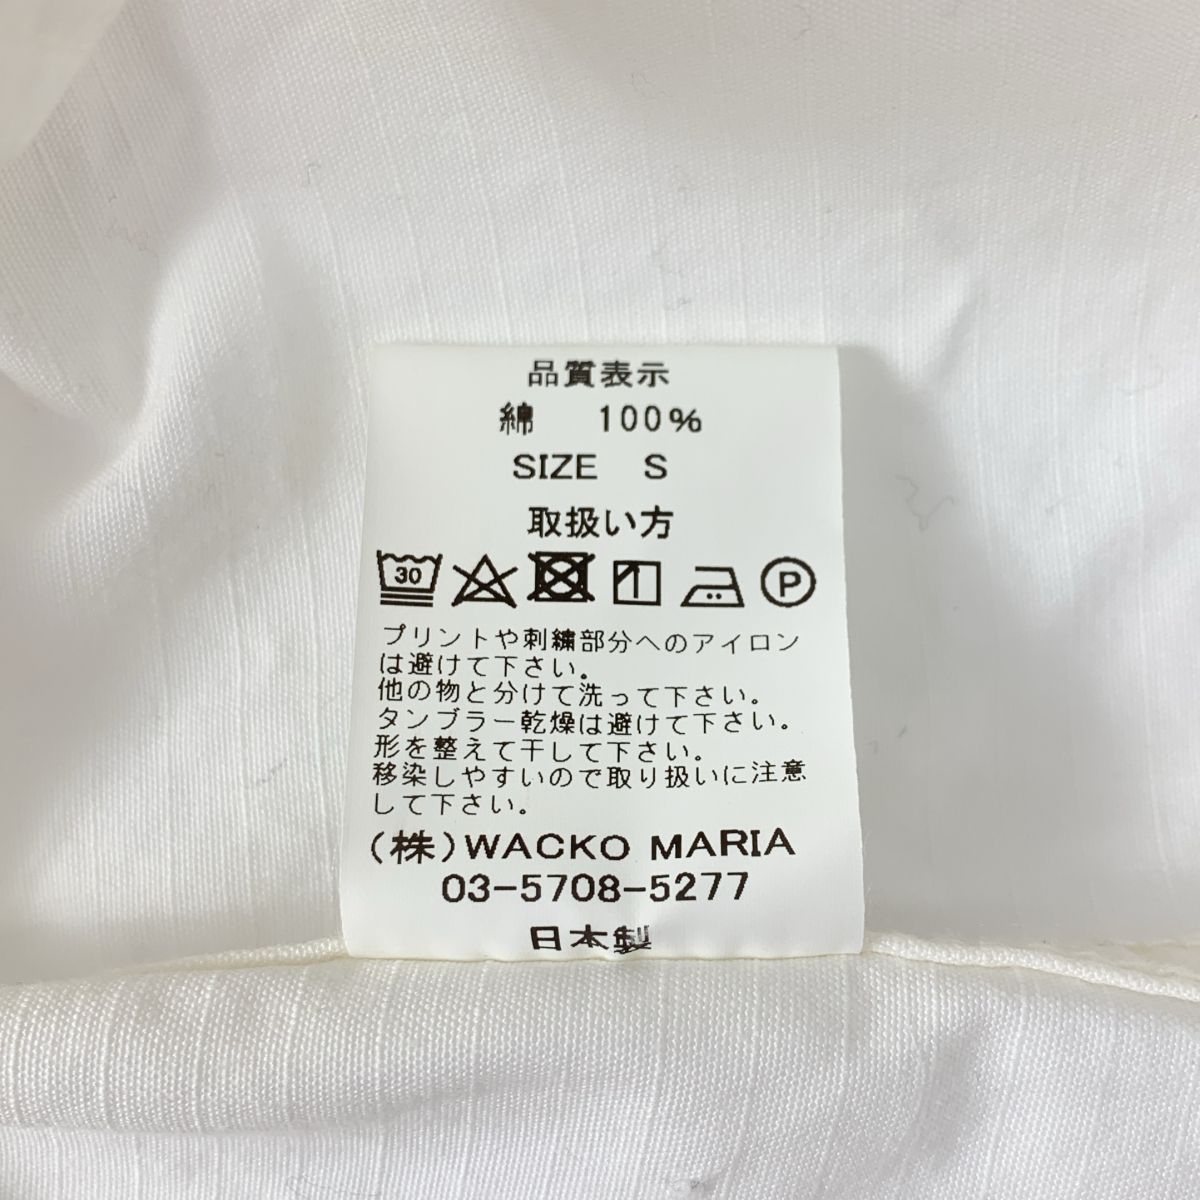 品質表示
綿 100%
SIZE S
取扱い方
30 P
プリントや刺繍部分へのアイロン
は避けて下さい。
他の物と分けて洗って下さい。
タンブラー乾燥は避けて下さい。
形を整えて干して下さい。
移染しやすいので取り扱いに注意
して下さい。
(株)WACKO MARIA
03-5708-5277
日本製